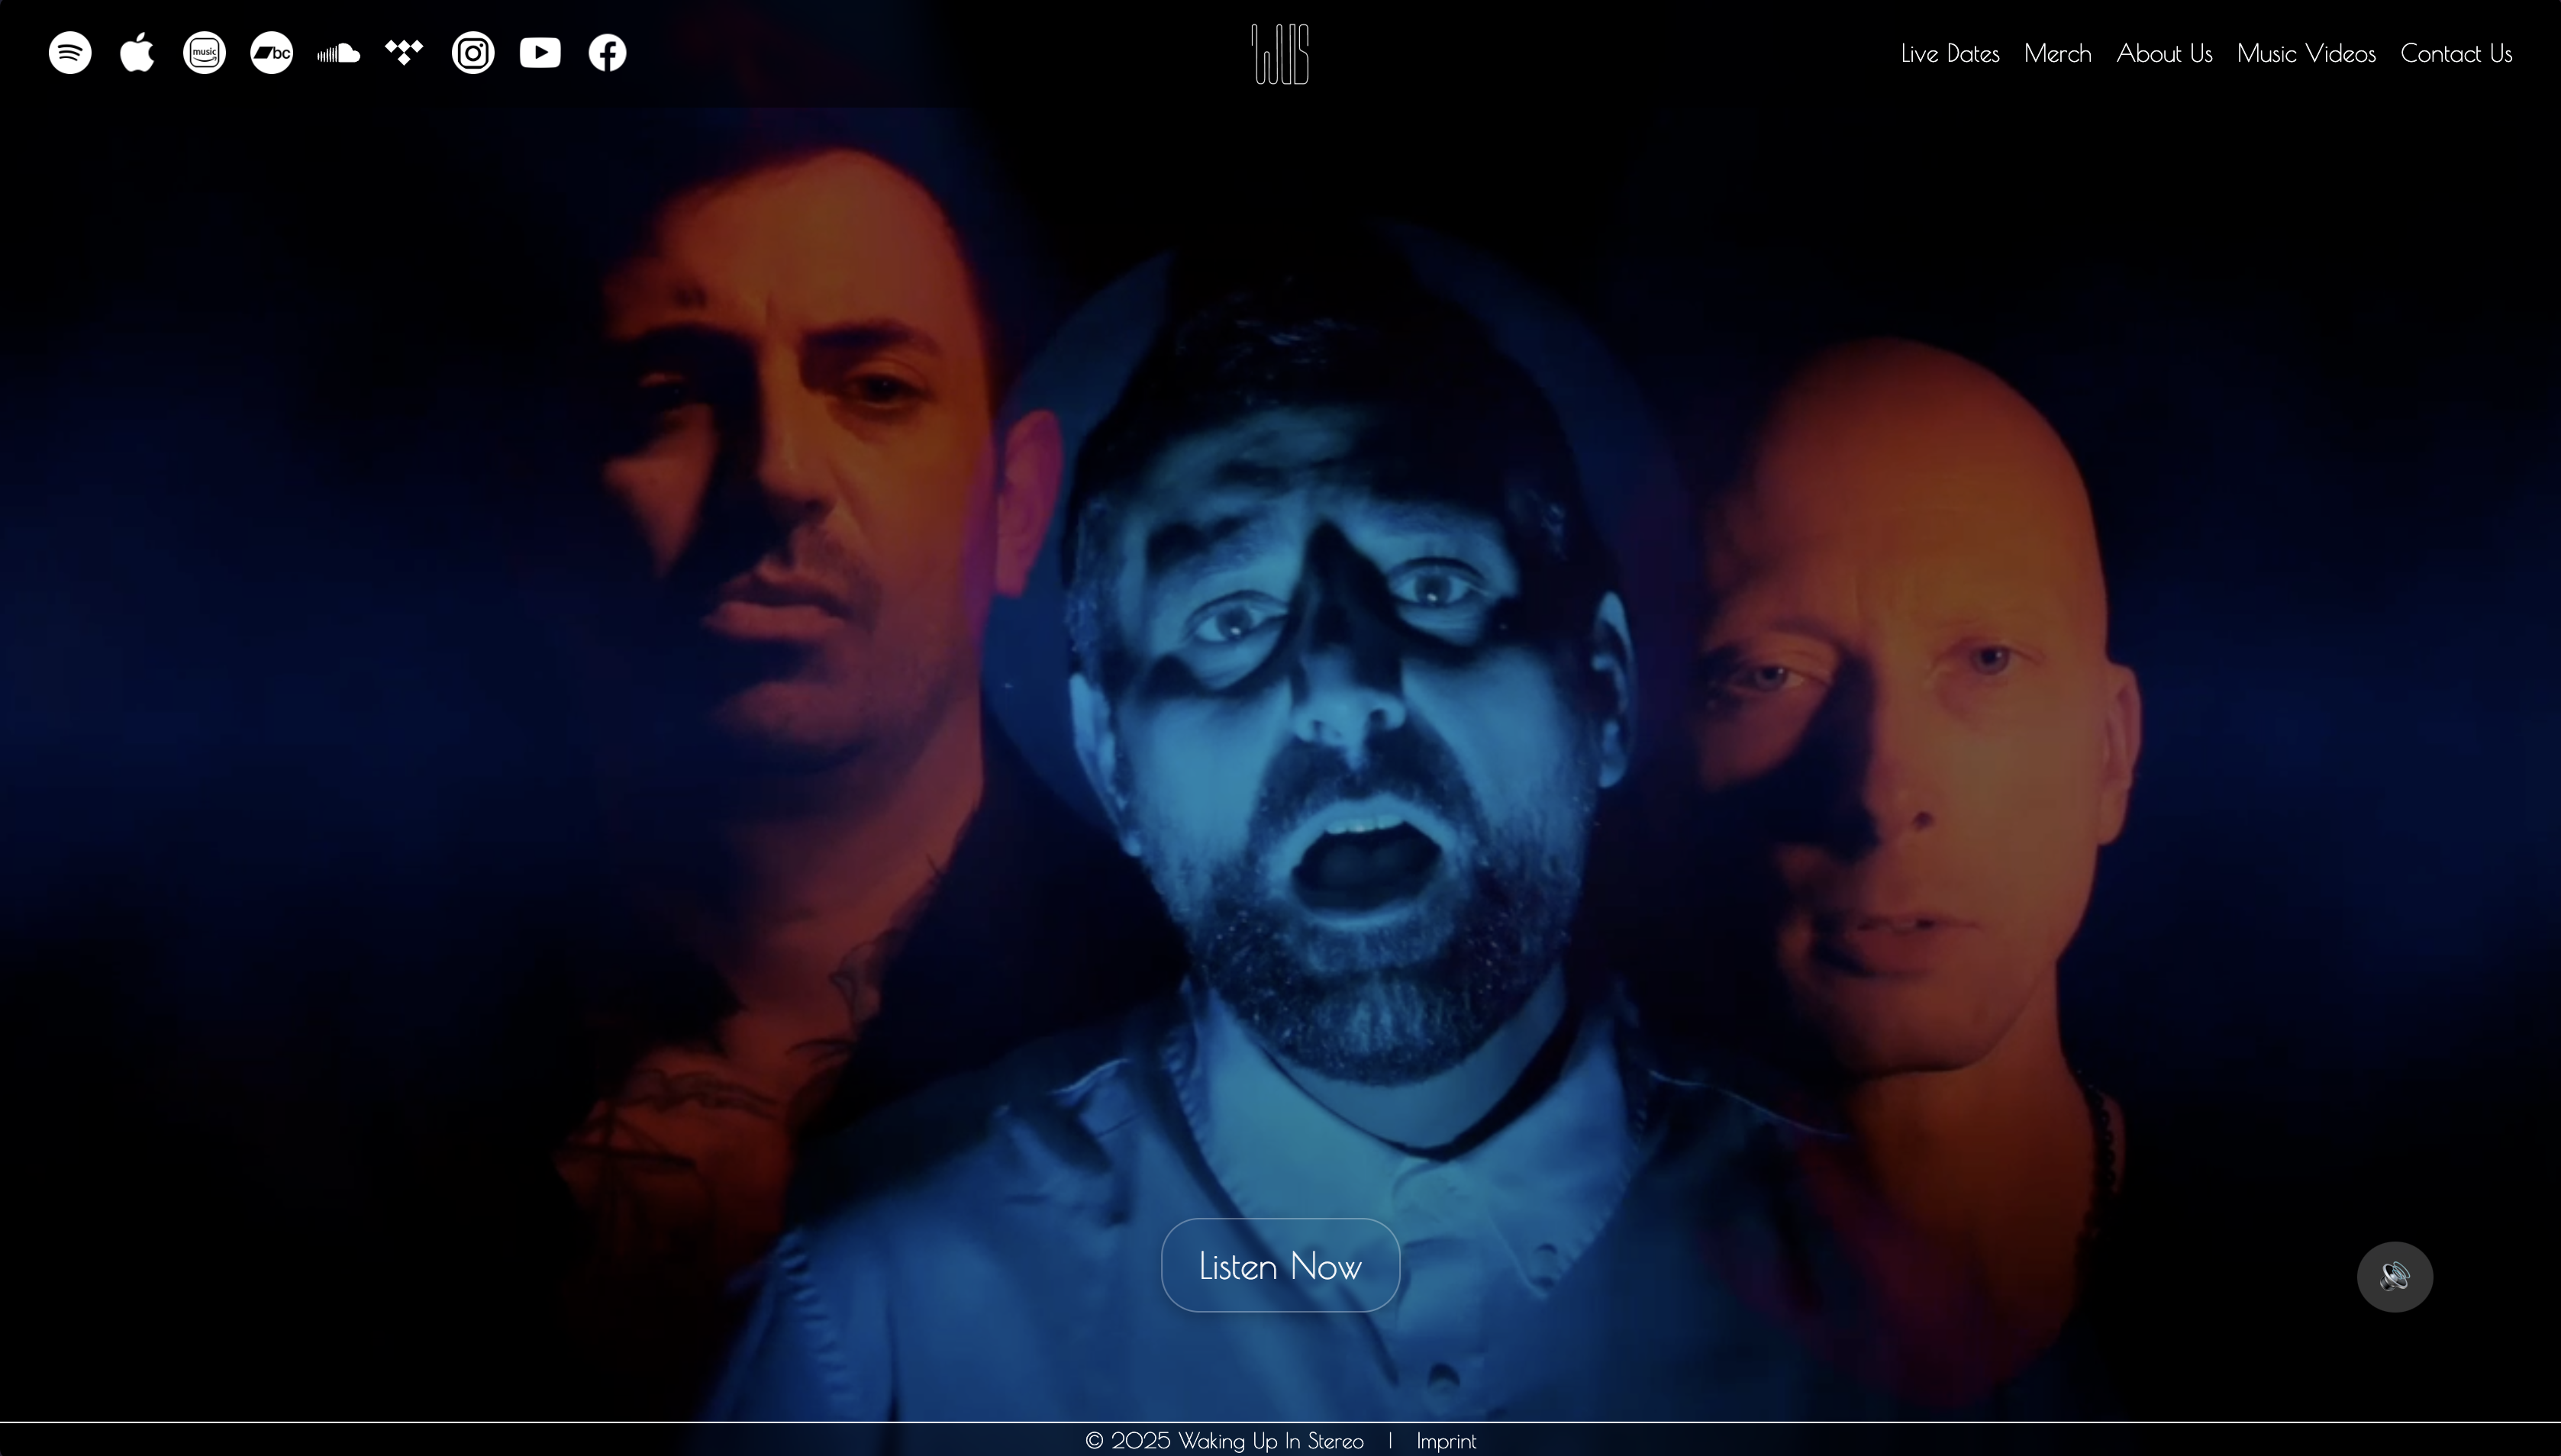 music
bc
WUIS
Live Dates Merch About Us Music Videos Contact Us
Listen Now
© 2025 Waking Up In Stereo | Imprint